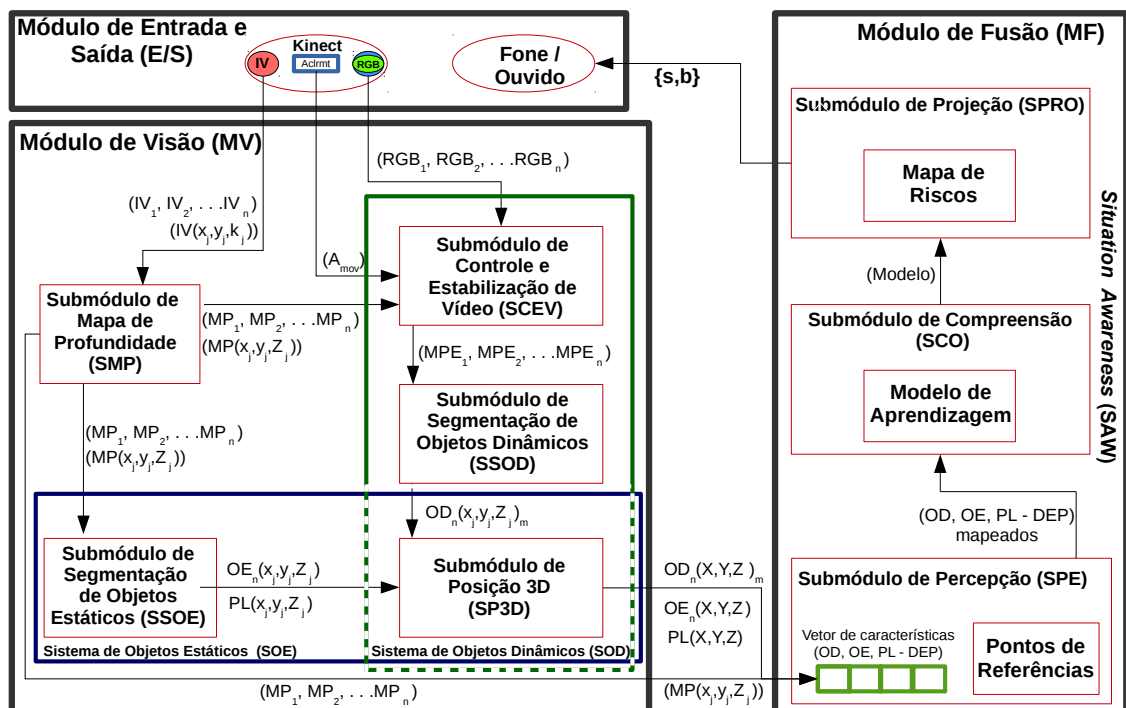 Módulo de Entrada e
Saída (E/S)
Kinect
IV
Aclrmt
RGB
Fone /
Ouvido
{s,b}
Módulo de Visão (MV)
(RGB₁, RGB₂, . . .RGBₙ)
(IV₁, IV₂, . . .IVₙ)
(IV(xⱼ,yⱼ,kⱼ))
(Aₘₒᵥ)
Submódulo de
Controle e
Estabilização de
Vídeo (SCEV)
Submódulo de
Mapa de
Profundidade
(SMP)
(MP₁, MP₂, . . .MPₙ)
(MP(xⱼ,yⱼ,Zⱼ))
(MPE₁, MPE₂, . . .MPEₙ)
Submódulo de
Segmentação de
Objetos Dinâmicos
(SSOD)
(MP₁, MP₂, . . .MPₙ)
(MP(xⱼ,yⱼ,Zⱼ))
ODₙ(xⱼ,yⱼ,Zⱼ)ₘ
Submódulo de
Segmentação
de Objetos
Estáticos (SSOE)
OEₙ(xⱼ,yⱼ,Zⱼ)
PL(xⱼ,yⱼ,Zⱼ)
Submódulo de
Posição 3D
(SP3D)
Sistema de Objetos Estáticos (SOE)
Sistema de Objetos Dinâmicos (SOD)
(MP₁, MP₂, . . .MPₙ)
(MP(xⱼ,yⱼ,Zⱼ))
ODₙ(X,Y,Z)ₘ
OEₙ(X,Y,Z)
PL(X,Y,Z)
Módulo de Fusão (MF)
Submódulo de Projeção (SPRO)
Mapa de
Riscos
(Modelo)
Submódulo de Compreensão
(SCO)
Modelo de
Aprendizagem
(OD, OE, PL - DEP)
mapeados
Submódulo de Percepção (SPE)
Vetor de característícas
(OD, OE, PL - DEP)
Pontos de
Referências
Situation Awareness (SAW)